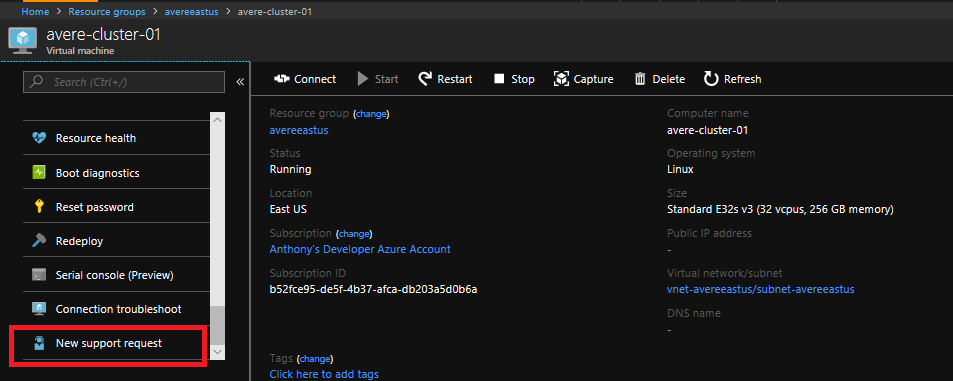 Home > Resource groups > avereeastus > avere-cluster-01
avere-cluster-01
Virtual machine
Search (Ctrl+/)
«
Resource health
Boot diagnostics
Reset password
Redeploy
Serial console (Preview)
Connection troubleshoot
New support request
Connect Start Restart Stop Capture Delete Refresh
Resource group (change)
avereeastus
Status
Running
Location
East US
Subscription (change)
Anthony's Developer Azure Account
Subscription ID
b52fce95-de5f-4b37-afca-db203a5d0b6a
Tags (change)
Click here to add tags
Computer name
avere-cluster-01
Operating system
Linux
Size
Standard E32s v3 (32 vcpus, 256 GB memory)
Public IP address
-
Virtual network/subnet
vnet-avereeastus/subnet-avereeastus
DNS name
-